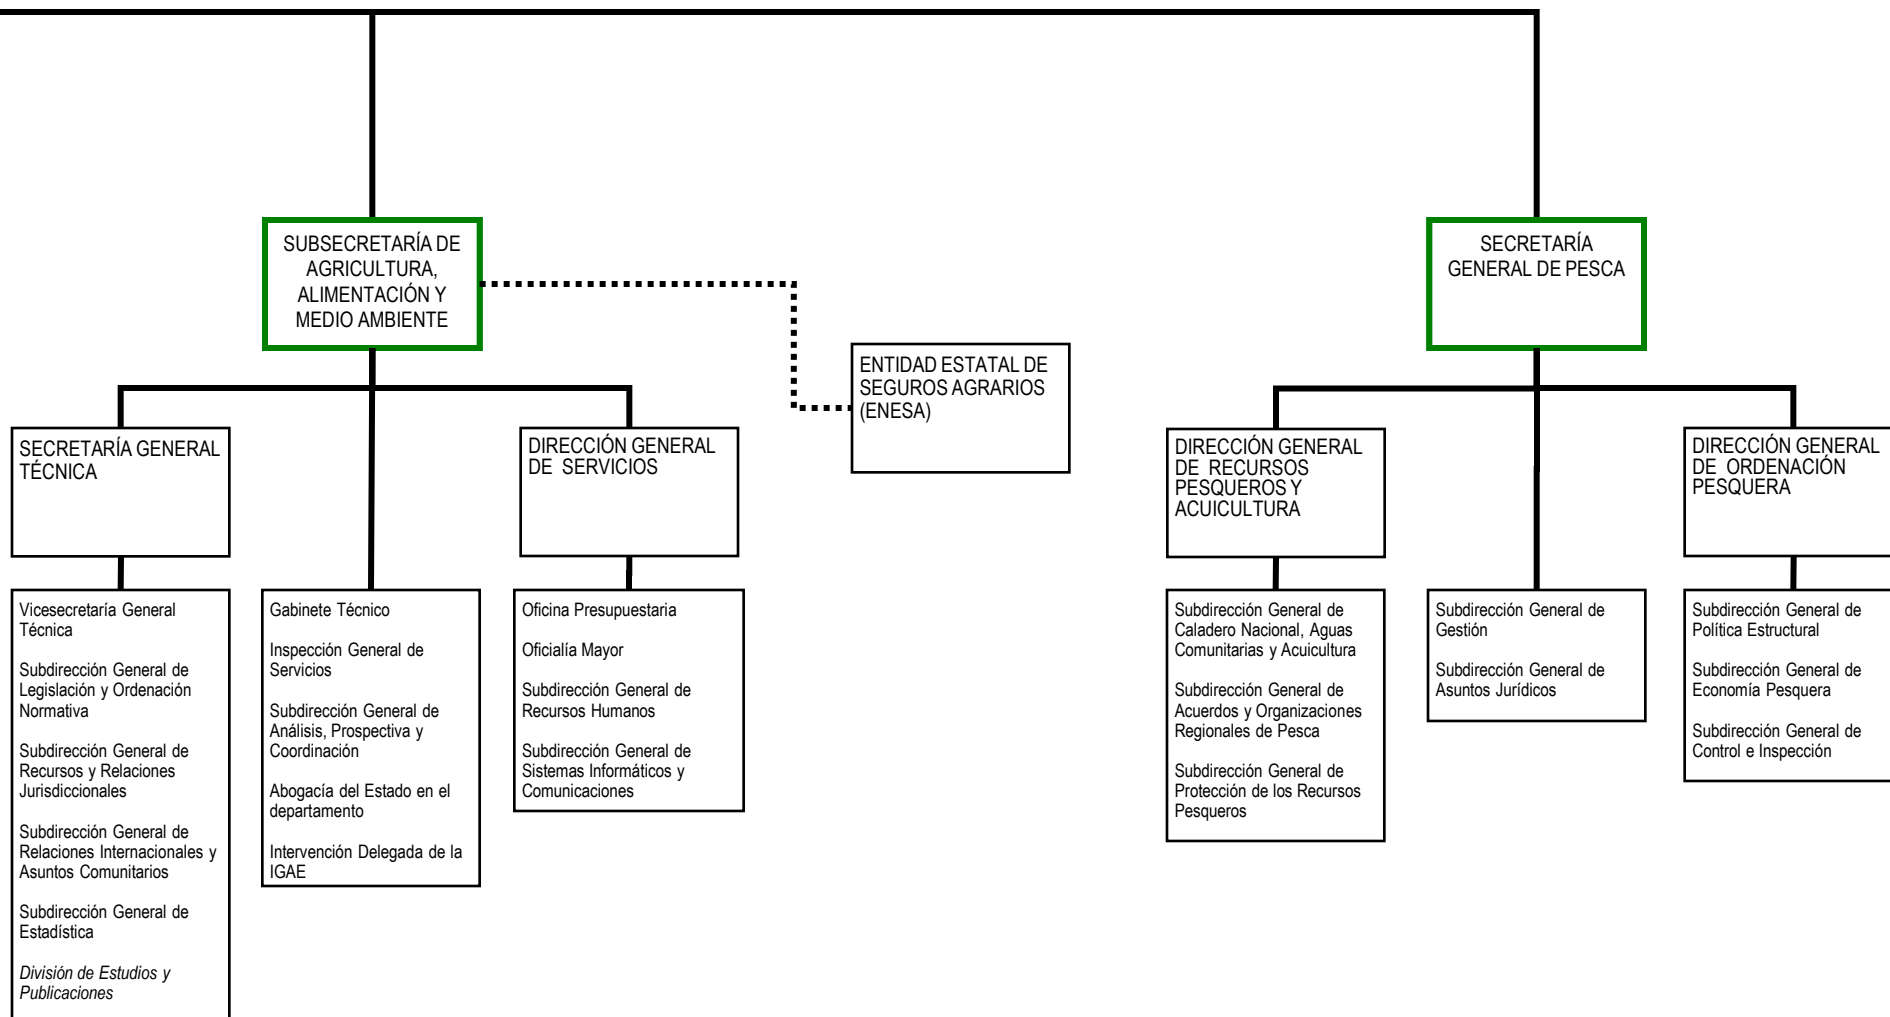 SUBSECRETARÍA DE
AGRICULTURA,
ALIMENTACIÓN Y
MEDIO AMBIENTE
SECRETARÍA
GENERAL DE PESCA
ENTIDAD ESTATAL DE
SEGUROS AGRARIOS
(ENESA)
SECRETARÍA GENERAL
TÉCNICA
DIRECCIÓN GENERAL
DE SERVICIOS
DIRECCIÓN GENERAL
DE RECURSOS
PESQUEROS Y
ACUICULTURA
DIRECCIÓN GENERAL
DE ORDENACIÓN
PESQUERA
Vicesecretaría General
Técnica
Subdirección General de
Legislación y Ordenación
Normativa
Subdirección General de
Recursos y Relaciones
Jurisdiccionales
Subdirección General de
Relaciones Internacionales y
Asuntos Comunitarios
Subdirección General de
Estadística
División de Estudios y
Publicaciones
Gabinete Técnico
Inspección General de
Servicios
Subdirección General de
Análisis, Prospectiva y
Coordinación
Abogacía del Estado en el
departamento
Intervención Delegada de la
IGAE
Oficina Presupuestaria
Oficialía Mayor
Subdirección General de
Recursos Humanos
Subdirección General de
Sistemas Informáticos y
Comunicaciones
Subdirección General de
Caladero Nacional, Aguas
Comunitarias y Acuicultura
Subdirección General de
Acuerdos y Organizaciones
Regionales de Pesca
Subdirección General de
Protección de los Recursos
Pesqueros
Subdirección General de
Gestión
Subdirección General de
Asuntos Jurídicos
Subdirección General de
Política Estructural
Subdirección General de
Economía Pesquera
Subdirección General de
Control e Inspección